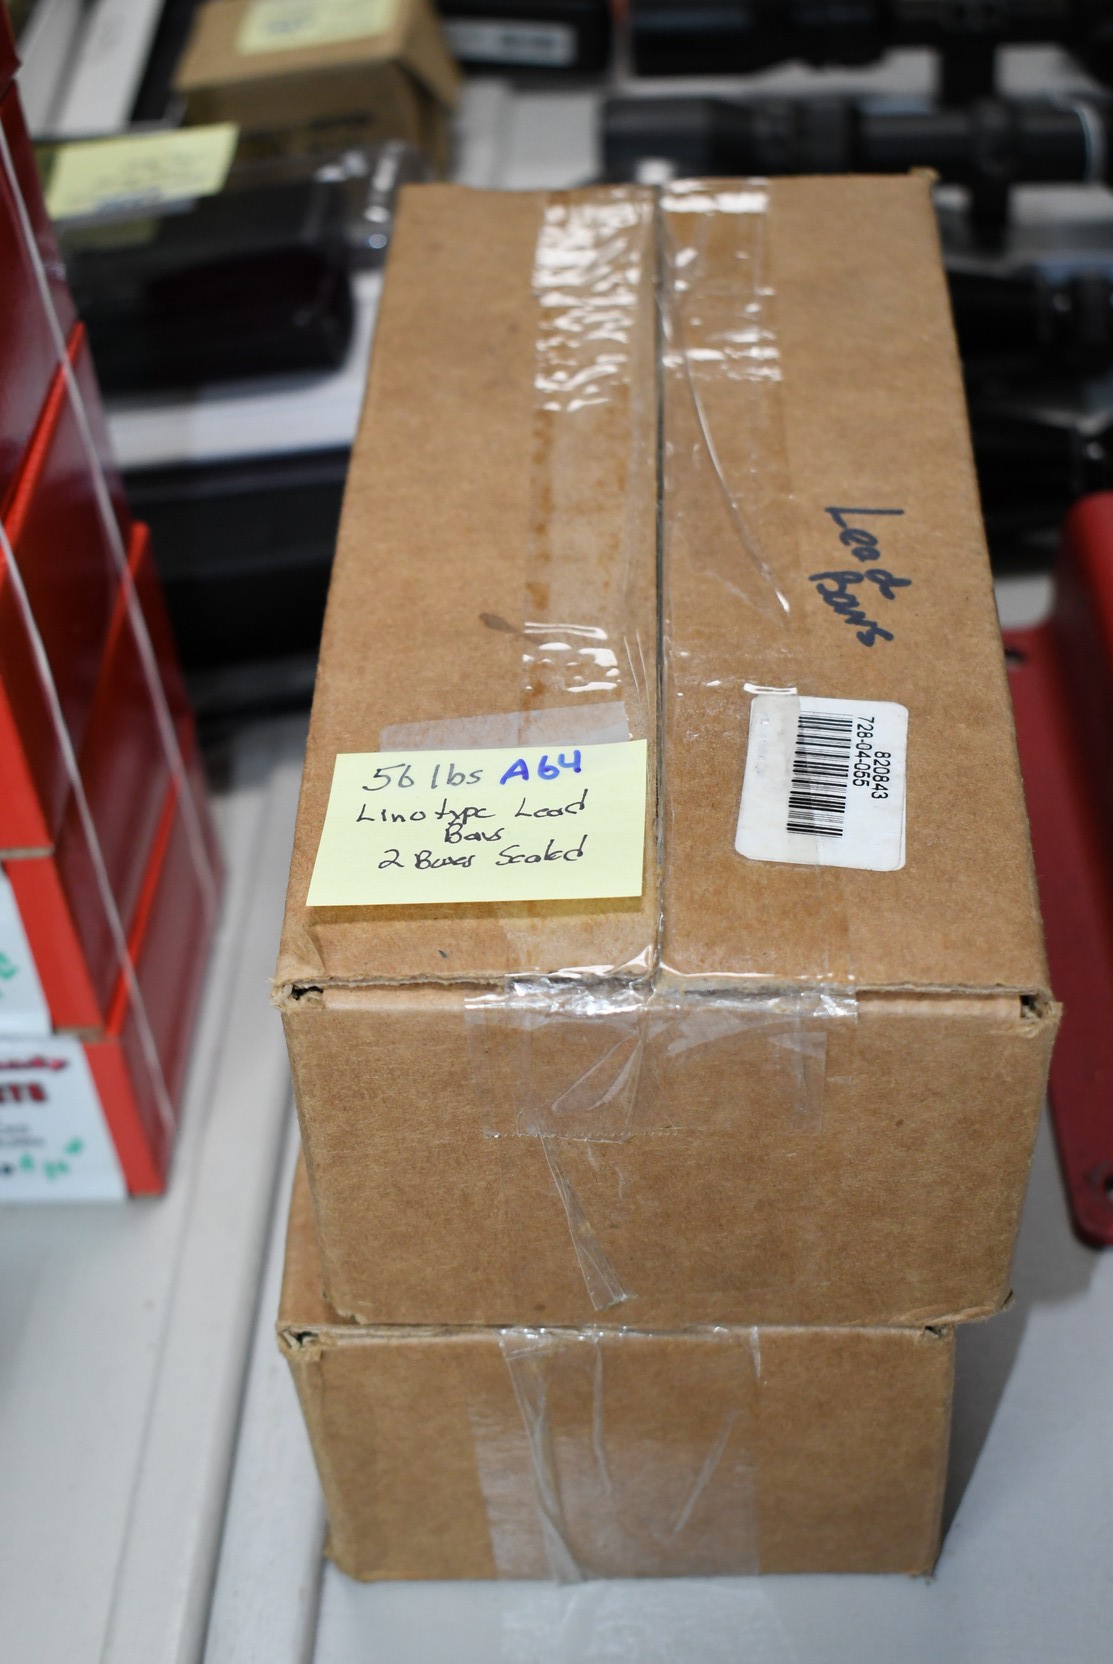 Lead
Bars
820843
728-04-055
56 lbs A64
Linotype Lead
Bars
2 Boxes Sealed